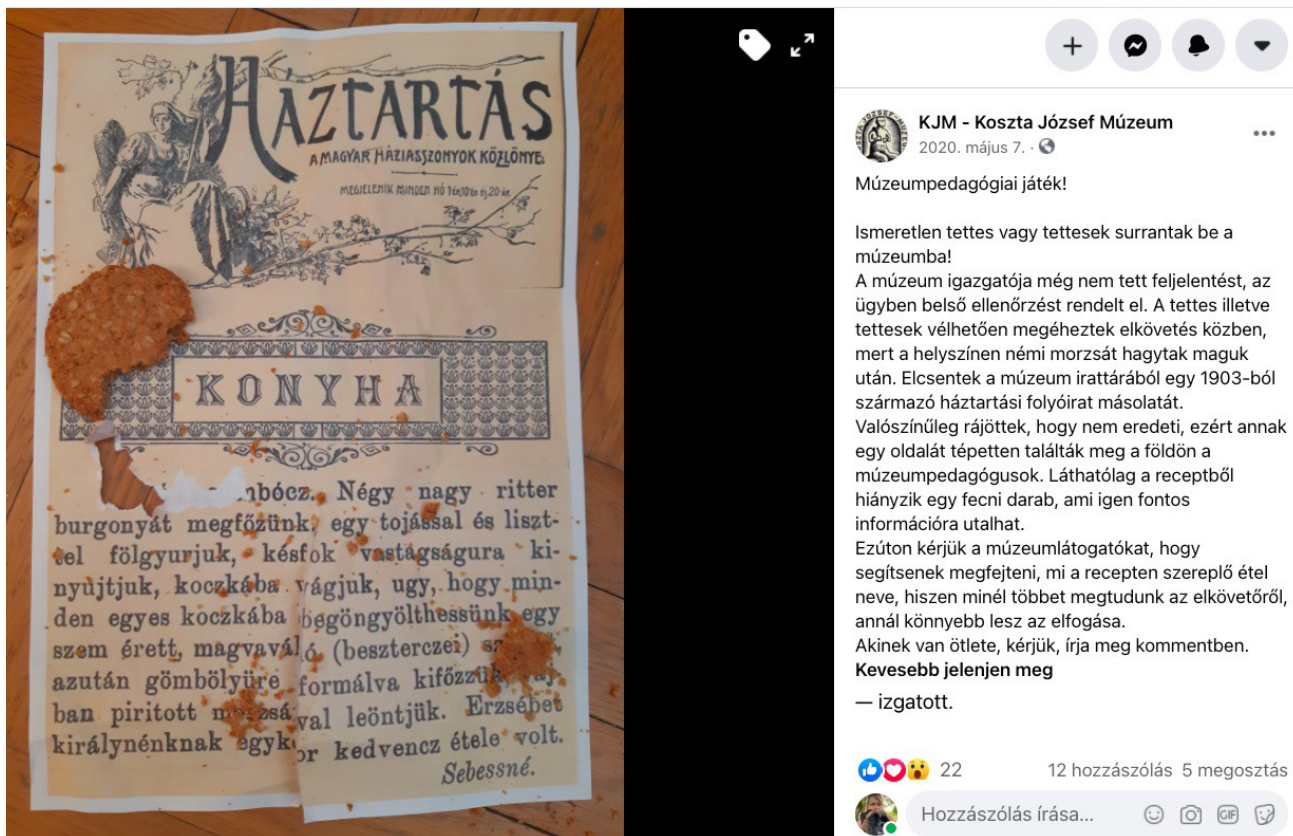 HÁZTARTÁS
A MAGYAR HÁZIASSZONYOK KÖZLÖNYE.
MEGJELENIK MINDEN HÓ 1-én, 10-én és 20-án.
KONYHA
Négy nagy ritter
burgonyát megfőzünk, egy tojással és liszt-
tel fölgyurjuk, késfok vastagságura ki-
nyujtjuk, koczkába vágjuk, ugy, hogy min-
den egyes koczkába begöngyölthessünk egy
szem érett, magvaváló (beszterczei)
azután gömbölyüre formálva kifőzzük,
ban piritott morzsával leöntjük. Erzsébet
királynénknak egykor kedvencz étele volt.
Sebessné.
KJM - Koszta József Múzeum
2020. május 7. ·
Múzeumpedagógiai játék!
Ismeretlen tettes vagy tettesek surrantak be a
múzeumba!
A múzeum igazgatója még nem tett feljelentést, az
ügyben belső ellenőrzést rendelt el. A tettes illetve
tettesek vélhetően megéheztek elkövetés közben,
mert a helyszínen némi morzsát hagytak maguk
után. Elcsentek a múzeum irattárából egy 1903-ból
származó háztartási folyóirat másolatát.
Valószínűleg rájöttek, hogy nem eredeti, ezért annak
egy oldalát tépetten találták meg a földön a
múzeumpedagógusok. Láthatólag a receptből
hiányzik egy fecni darab, ami igen fontos
információra utalhat.
Ezúton kérjük a múzeumlátogatókat, hogy
segítsenek megfejteni, mi a recepten szereplő étel
neve, hiszen minél többet megtudunk az elkövetőről,
annál könnyebb lesz az elfogása.
Akinek van ötlete, kérjük, írja meg kommentben.
Kevesebb jelenjen meg
— izgatott.
22 12 hozzászólás 5 megosztás
Hozzászólás írása...
GIF